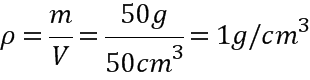 ρ = m/V = 50g/50cm³ = 1g/cm³